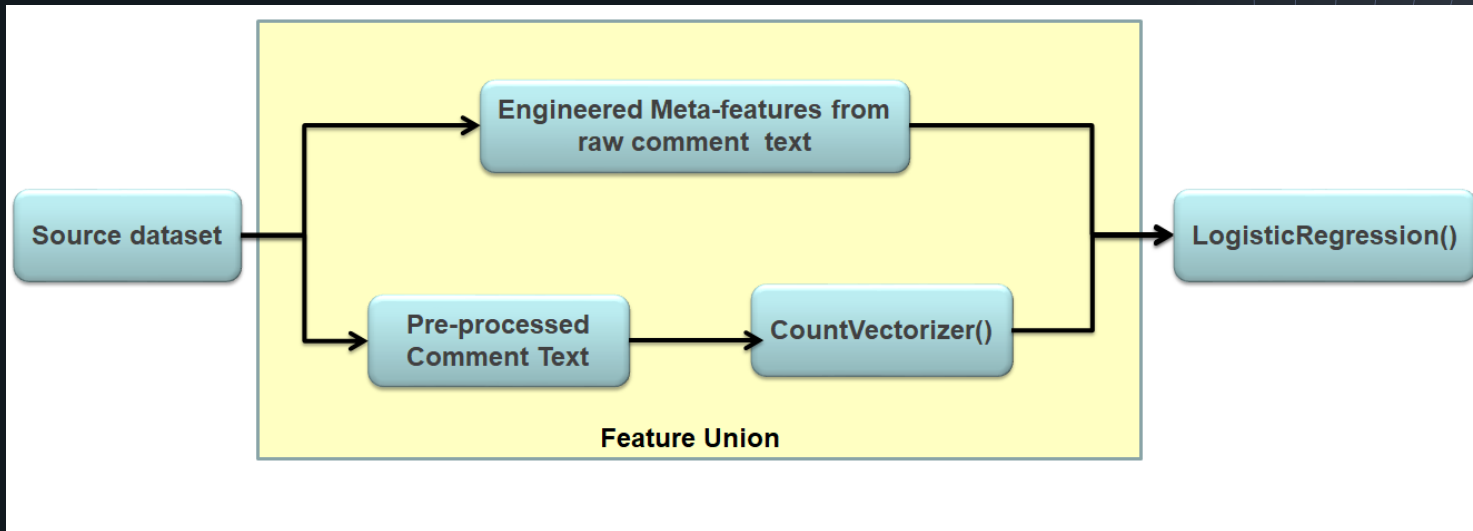 Engineered Meta-features from
raw comment text
Source dataset
LogisticRegression()
Pre-processed
Comment Text
CountVectorizer()
Feature Union